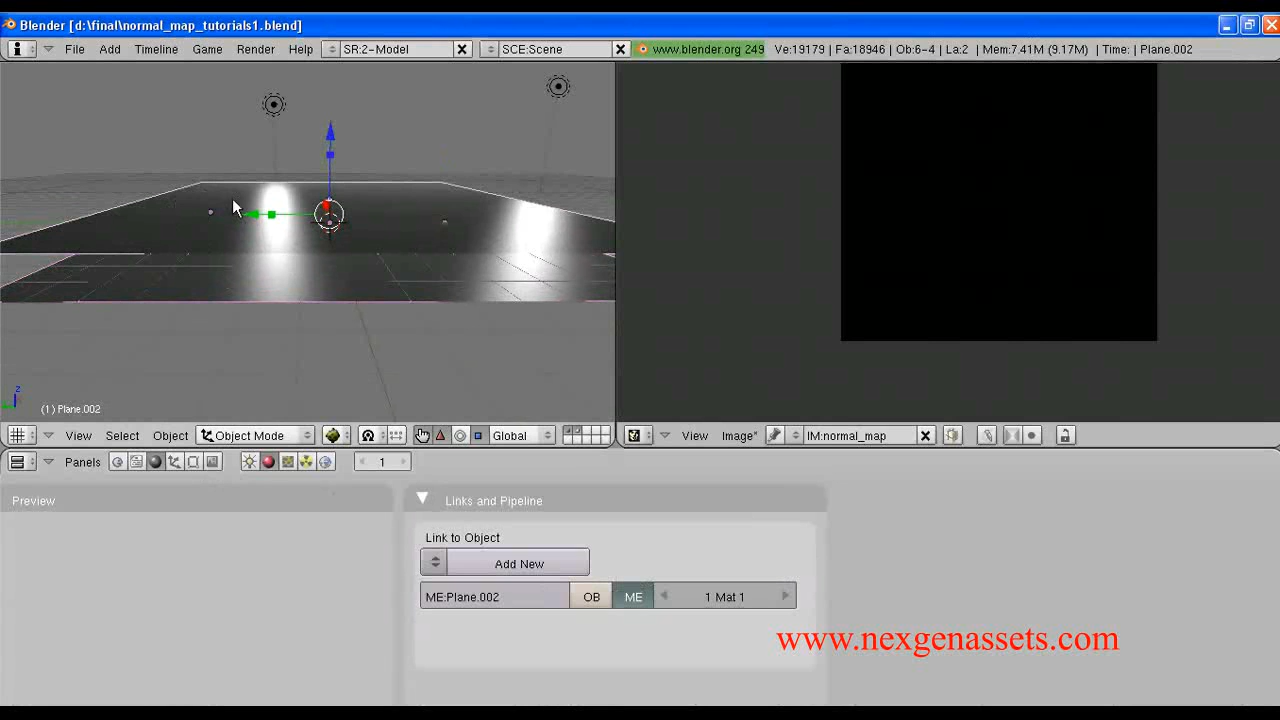 Blender [d:\final\normal_map_tutorials1.blend]
File Add Timeline Game Render Help SR:2-Model SCE:Scene www.blender.org 249 Ve:19179 | Fa:18946 | Ob:6-4 | La:2 | Mem:7.41M (9.17M) | Time: | Plane.002
z
(1) Plane.002
View Select Object Object Mode Global View Image* IM:normal_map
Panels 1
Preview Links and Pipeline
Link to Object
Add New
ME:Plane.002 OB ME 1 Mat 1
www.nexgenassets.com